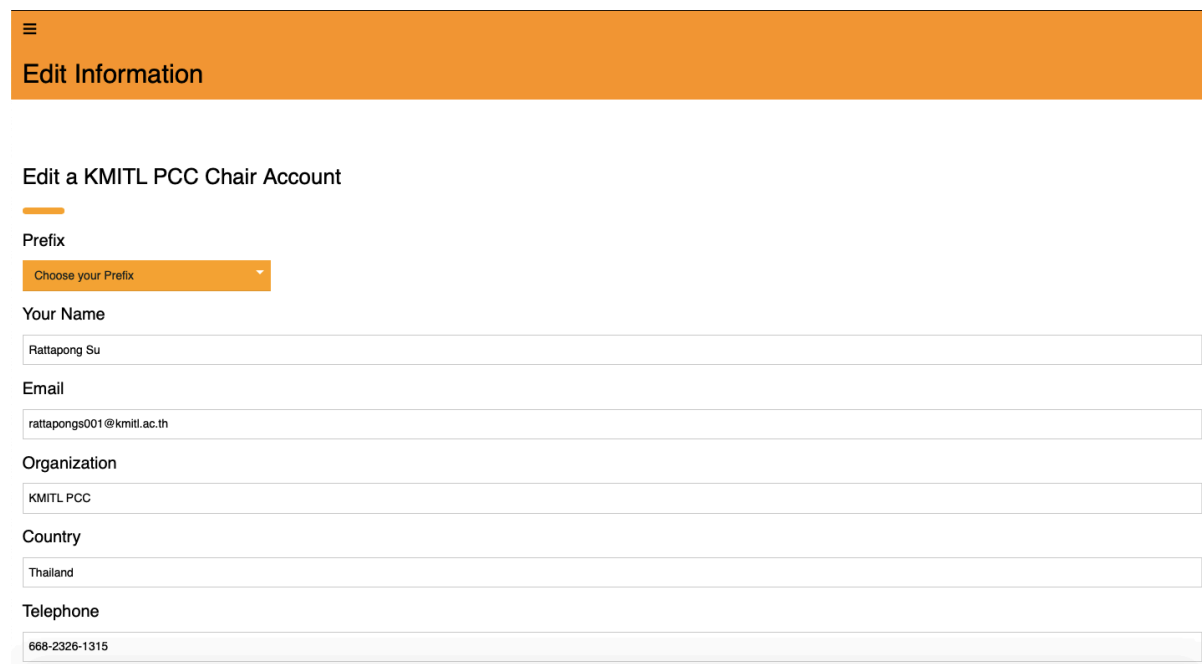 Edit Information
Edit a KMITL PCC Chair Account
Prefix
Choose your Prefix
Your Name
Rattapong Su
Email
rattapongs001@kmitl.ac.th
Organization
KMITL PCC
Country
Thailand
Telephone
668-2326-1315